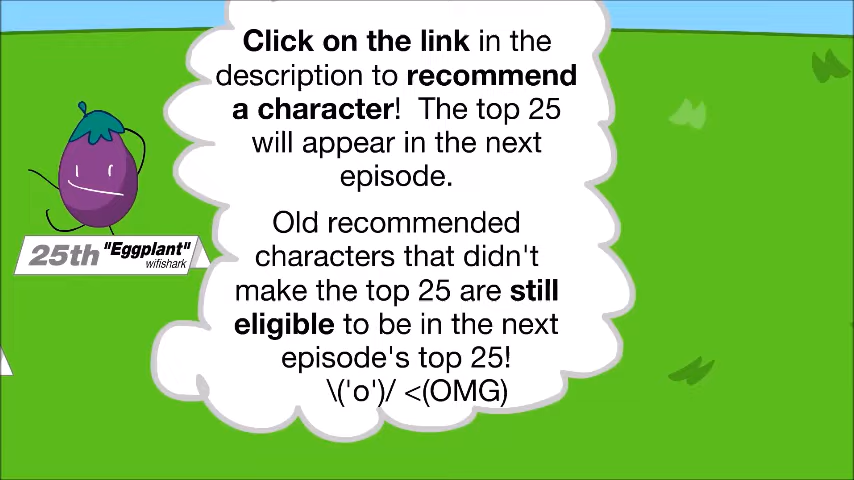 Click on the link in the
description to recommend
a character! The top 25
will appear in the next
episode.
Old recommended
characters that didn't
make the top 25 are still
eligible to be in the next
episode's top 25!
\('o')/ <(OMG)
25th "Eggplant"
wifishark